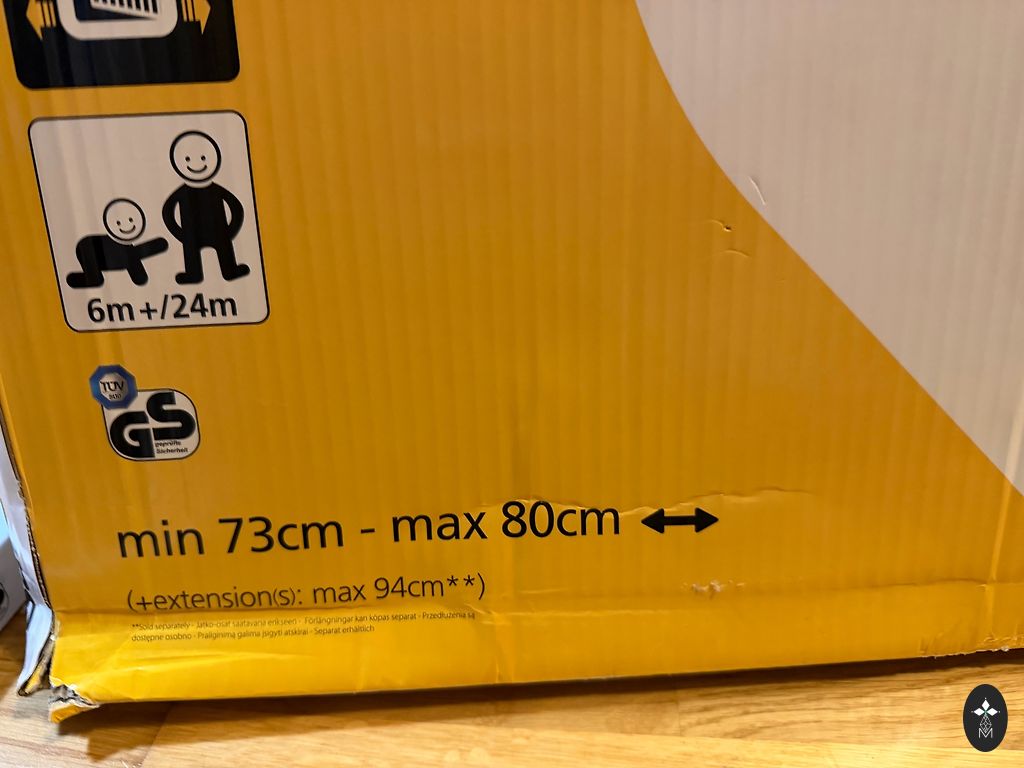 6m+/24m
TÜV
SÜD
GS
geprüfte
Sicherheit
min 73cm - max 80cm
(+extension(s): max 94cm**)
**Sold separately - Jatko-osat saatavana erikseen - Förlängningar kan köpas separat - Przedłużenia są
dostępne osobno - Prailginimą galima įsigyti atskirai - Separat erhältlich
M